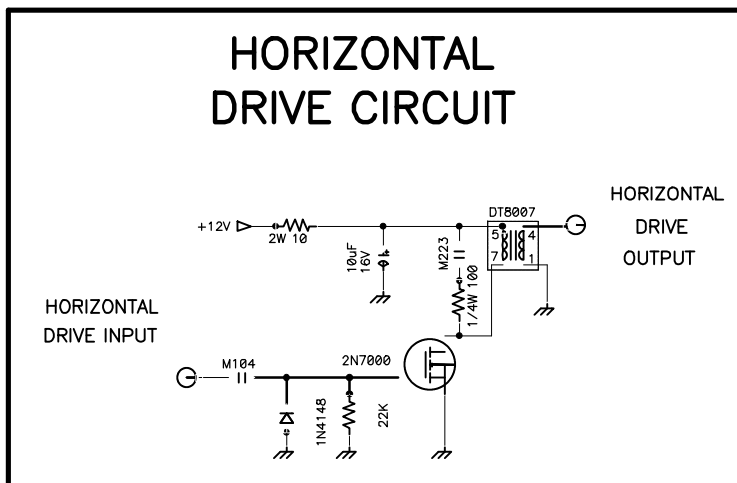 HORIZONTAL
DRIVE CIRCUIT
+12V
2W 10
10uF
16V
M223
1/4W 100
DT8007
5 4
7 1
HORIZONTAL
DRIVE
OUTPUT
HORIZONTAL
DRIVE INPUT
M104
1N4148
22K
2N7000